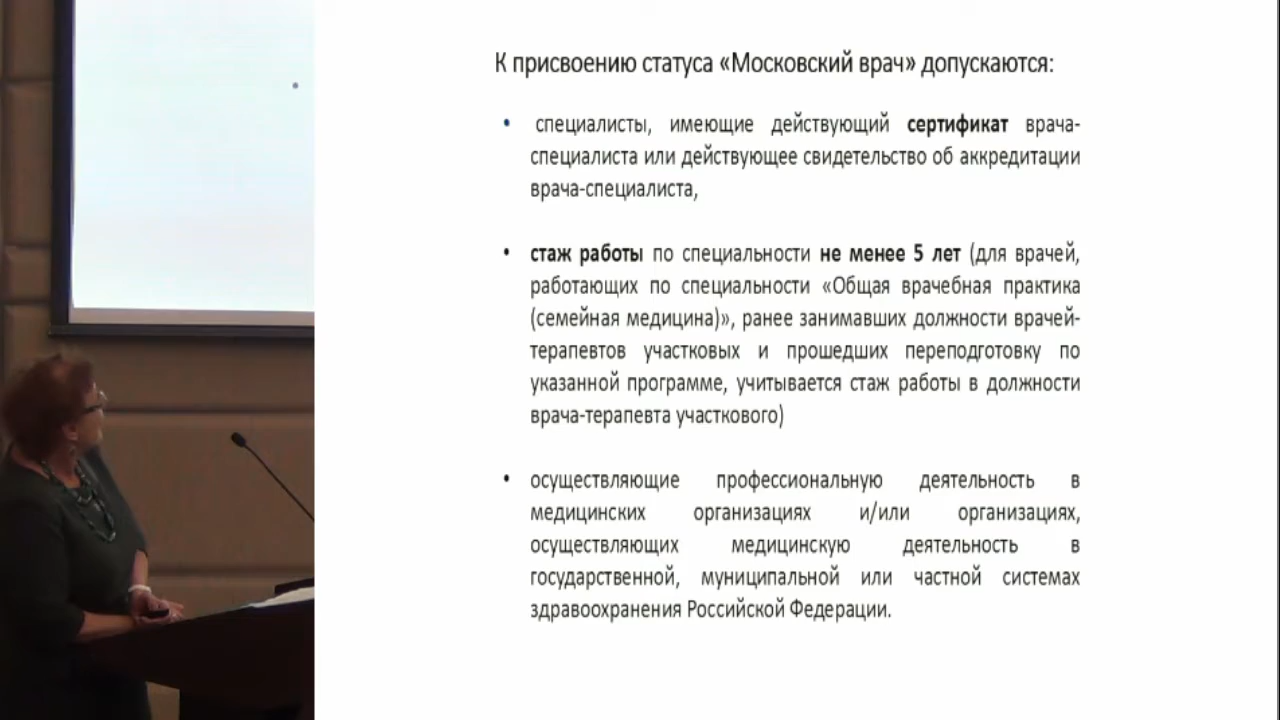 К присвоению статуса «Московский врач» допускаются:
• специалисты, имеющие действующий сертификат врача-
специалиста или действующее свидетельство об аккредитации
врача-специалиста,
• стаж работы по специальности не менее 5 лет (для врачей,
работающих по специальности «Общая врачебная практика
(семейная медицина)», ранее занимавших должности врачей-
терапевтов участковых и прошедших переподготовку по
указанной программе, учитывается стаж работы в должности
врача-терапевта участкового)
• осуществляющие профессиональную деятельность в
медицинских организациях и/или организациях,
осуществляющих медицинскую деятельность в
государственной, муниципальной или частной системах
здравоохранения Российской Федерации.